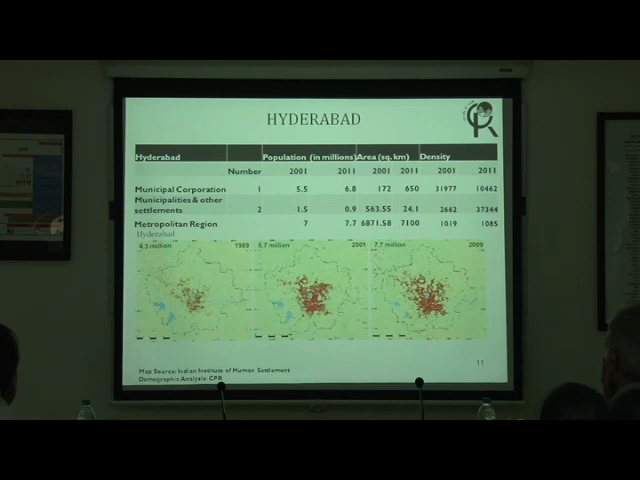 HYDERABAD
Hyderabad Population (in millions) Area (sq. km) Density
Number 2001 2011 2001 2011 2001 2011
Municipal Corporation 1 5.5 6.8 172 650 31977 10462
Municipalities & other
settlements 2 1.5 0.9 563.55 24.1 2662 37344
Metropolitan Region 7 7.7 6871.58 7100 1019 1085
Hyderabad
4.3 million 1989 5.7 million 2001 7.7 million 2009
Map Source: Indian Institute of Human Settlement
Demographic Analysis: CPR
11